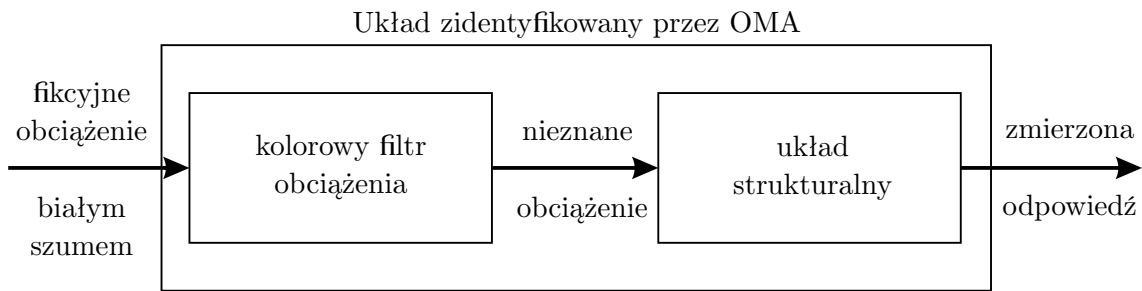 Układ zidentyfikowany przez OMA
fikcyjne
obciążenie
białym
szumem
kolorowy filtr
obciążenia
nieznane
obciążenie
układ
strukturalny
zmierzona
odpowiedź